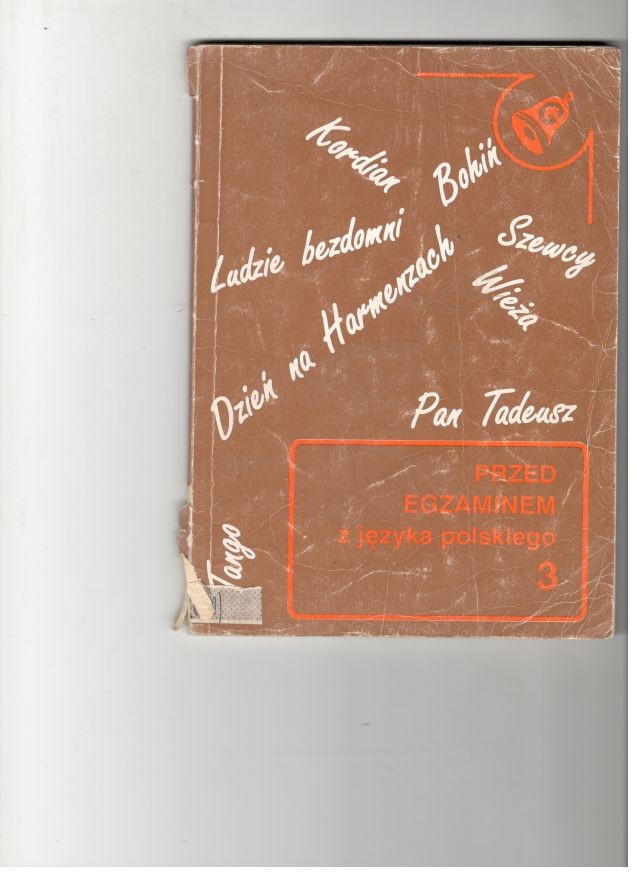 Kordian
Bohiń
Ludzie bezdomni
Szewcy
Dzień na Harmenzach
Wieża
Pan Tadeusz
Tango
PRZED
EGZAMINEM
z języka polskiego
3